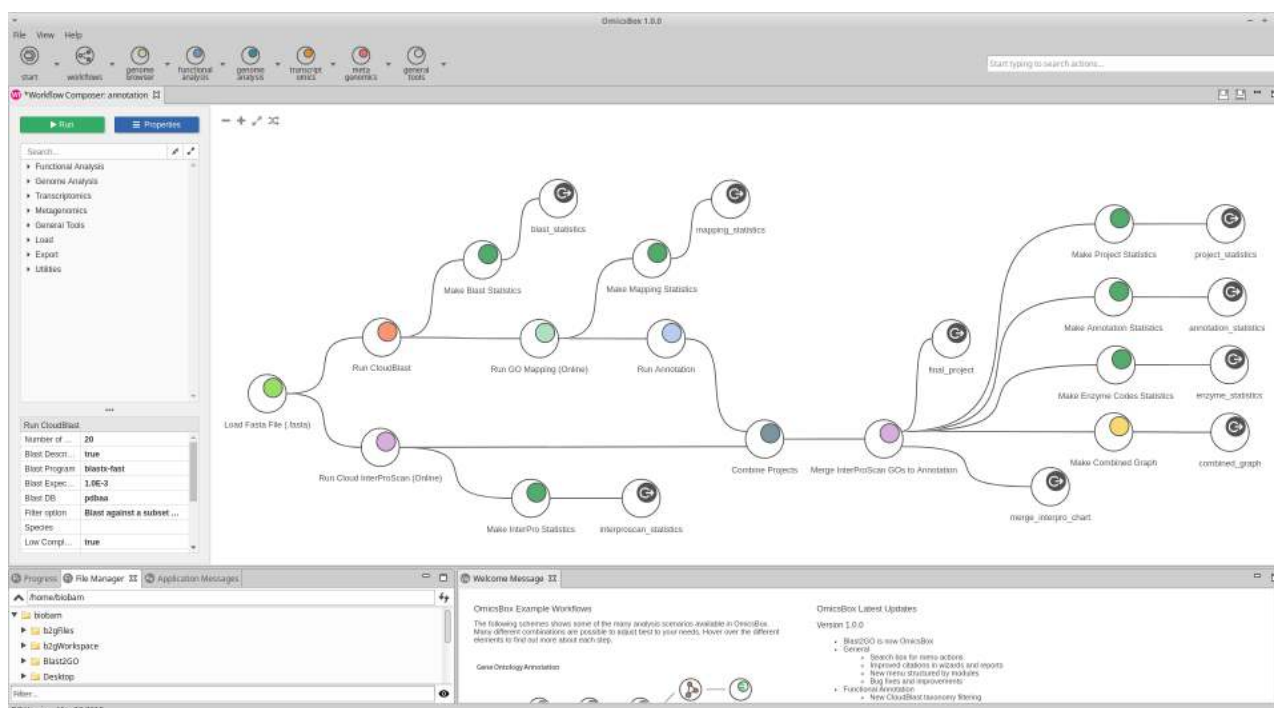 OmicsBox 1.0.0
File View Help
start workflows genome browser functional analysis genome analysis transcript omics meta genomics general tools
Start typing to search actions...
*Workflow Composer: annotation
Run Properties
Search...
Functional Analysis
Genome Analysis
Transcriptomics
Metagenomics
General Tools
Load
Export
Utilities
blast_statistics
mapping_statistics
Make Blast Statistics
Make Mapping Statistics
Make Project Statistics
project_statistics
Make Annotation Statistics
annotation_statistics
Run CloudBlast
Run GO Mapping (Online)
Run Annotation
final_project
Make Enzyme Codes Statistics
enzyme_statistics
Load Fasta File (.fasta)
Run Cloud InterProScan (Online)
Combine Projects
Merge InterProScan GOs to Annotation
Make Combined Graph
combined_graph
Make InterPro Statistics
interproscan_statistics
merge_interpro_chart
Run CloudBlast
Number of ... 20
Blast Descri... true
Blast Program blastx-fast
Blast Expec... 1.0E-3
Blast DB pdbaa
Filter option Blast against a subset ...
Species
Low Compl... true
Progress File Manager Application Messages
/home/biobam
biobam
b2gFiles
b2gWorkspace
Blast2GO
Desktop
Filter...
Welcome Message
OmicsBox Example Workflows
The following schemes shows some of the many analysis scenarios available in OmicsBox.
Many different combinations are possible to adjust best to your needs. Hover over the different
elements to find out more about each step.
Gene Ontology Annotation
OmicsBox Latest Updates
Version 1.0.0
Blast2GO is now OmicsBox
General
Search box for menu actions
Improved citations in wizards and reports
New menu structured by modules
Bug fixes and improvements
Functional Annotation
New CloudBlast taxonomy filtering